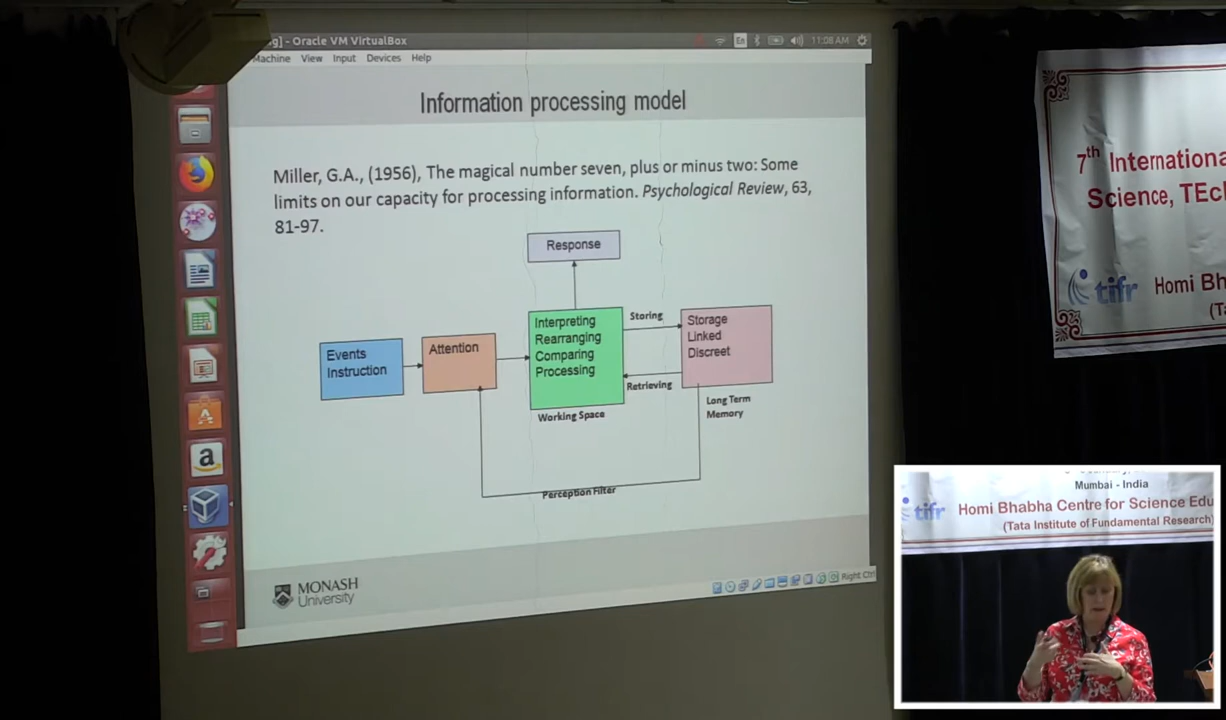 - Oracle VM VirtualBox
En
11:08 AM
Machine View Input Devices Help
Information processing model
Miller, G.A., (1956), The magical number seven, plus or minus two: Some
limits on our capacity for processing information. Psychological Review, 63,
81-97.
Response
Events
Instruction
Attention
Interpreting
Rearranging
Comparing
Processing
Working Space
Storing
Retrieving
Storage
Linked
Discreet
Long Term
Memory
Perception Filter
MONASH
University
Right Ctrl
a
7th International
Science, TEc
tifr
Homi Bh
(T
Mumbai - India
tifr
Homi Bhabha Centre for Science Edu
(Tata Institute of Fundamental Research)